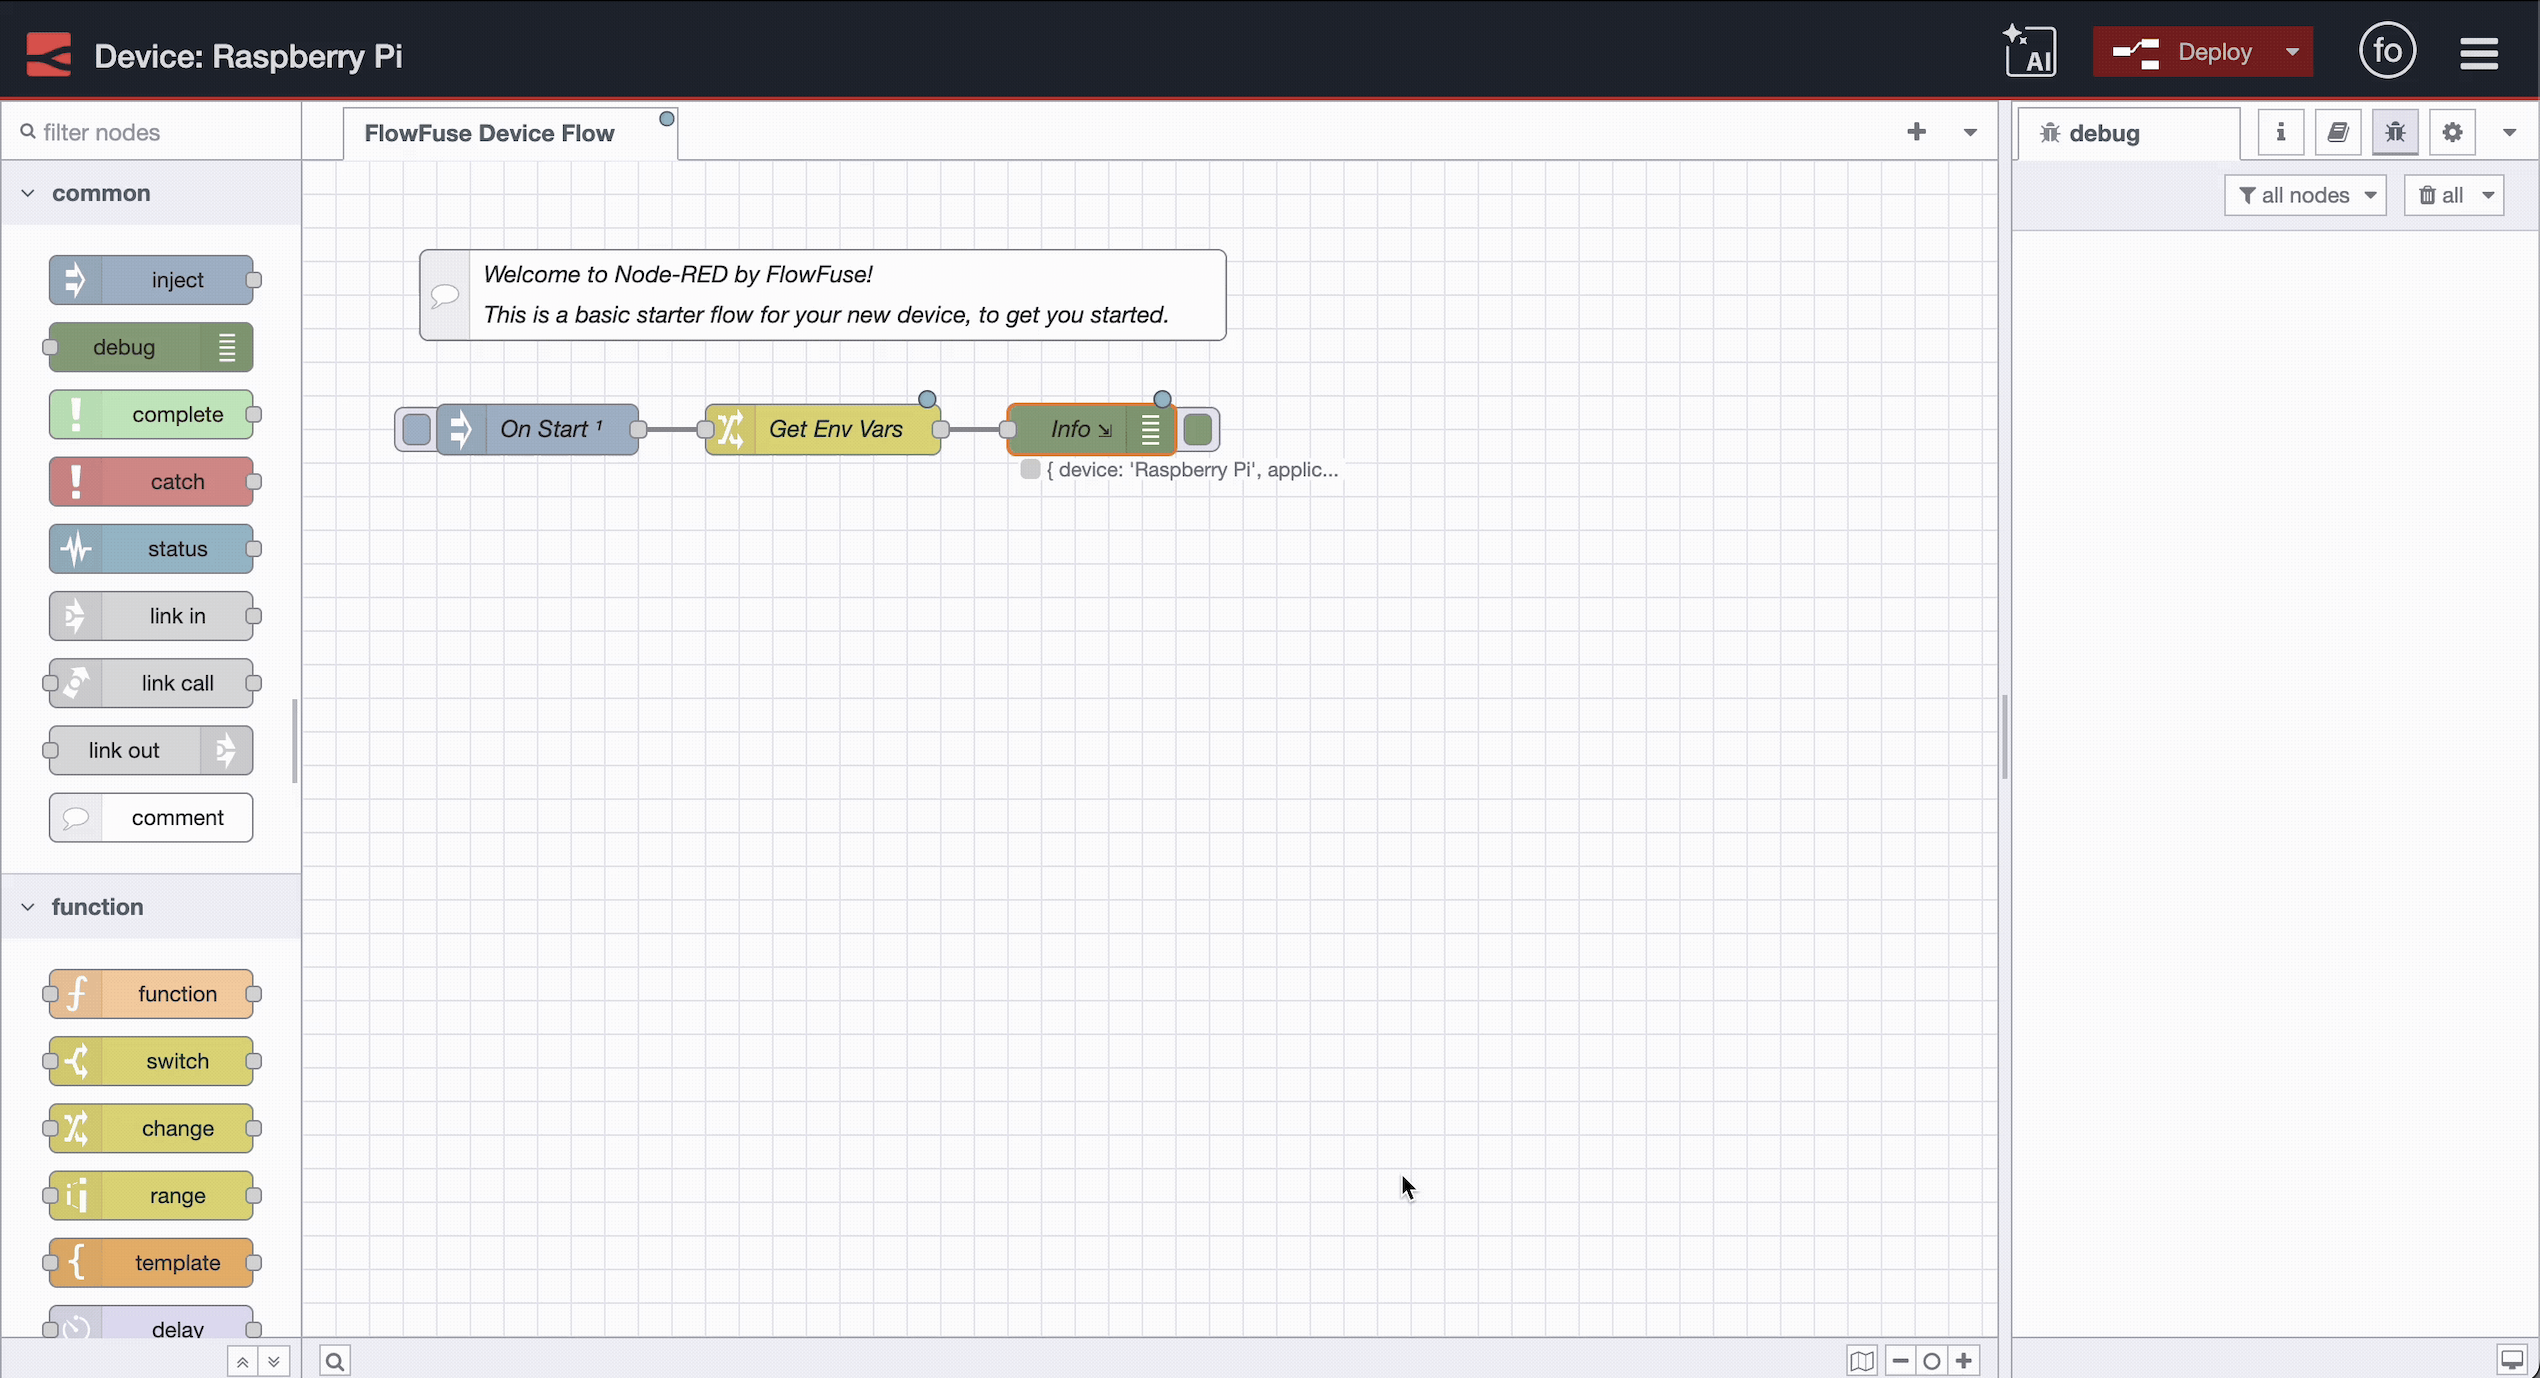 Device: Raspberry Pi
AI
Deploy
fo
filter nodes
FlowFuse Device Flow
debug
i
all nodes
all
common
inject
debug
complete
catch
status
link in
link call
link out
comment
function
function
switch
change
range
template
delay
Welcome to Node-RED by FlowFuse!
This is a basic starter flow for your new device, to get you started.
On Start ¹
Get Env Vars
Info ⇲
{ device: 'Raspberry Pi', applic...